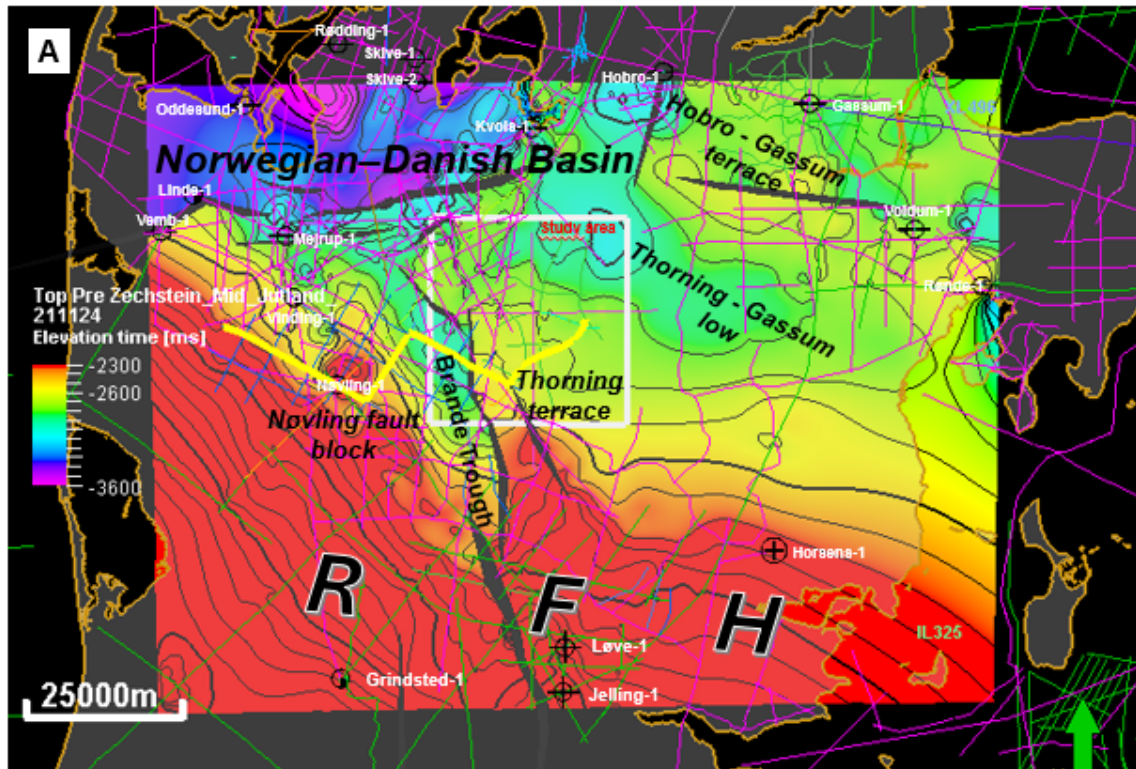 A
Rødding-1
Skive-1
Skive-2
Hobro-1
Oddesund-1
Gassum-1
XL 498
Kvols-1
Hobro - Gassum
terrace
Norwegian–Danish Basin
Linde-1
Vemb-1
Mejrup-1
Voldum-1
Study area
Thorning - Gassum
low
Rønde-1
Top Pre Zechstein_Mid_Jutland_
211124
Elevation time [ms]
Vinding-1
-2300
-2600
-3600
Nøvling-1
Nøvling fault
block
Brande Trough
Thorning
terrace
Horsens-1
R F H
IL325
Løve-1
Grindsted-1
Jelling-1
25000m